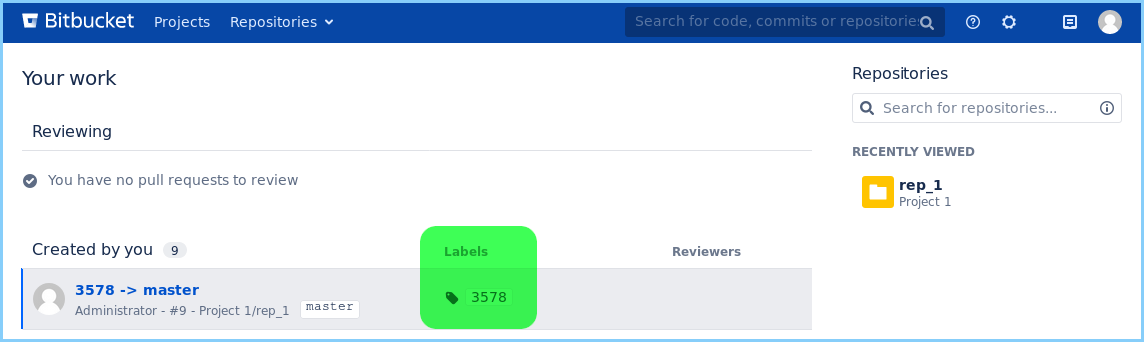 Bitbucket Projects Repositories Search for code, commits or repositories
Your work
Repositories
Search for repositories...
Reviewing
RECENTLY VIEWED
You have no pull requests to review
rep_1
Project 1
Created by you 9 Labels Reviewers
3578 -> master
3578
Administrator - #9 - Project 1/rep_1 master